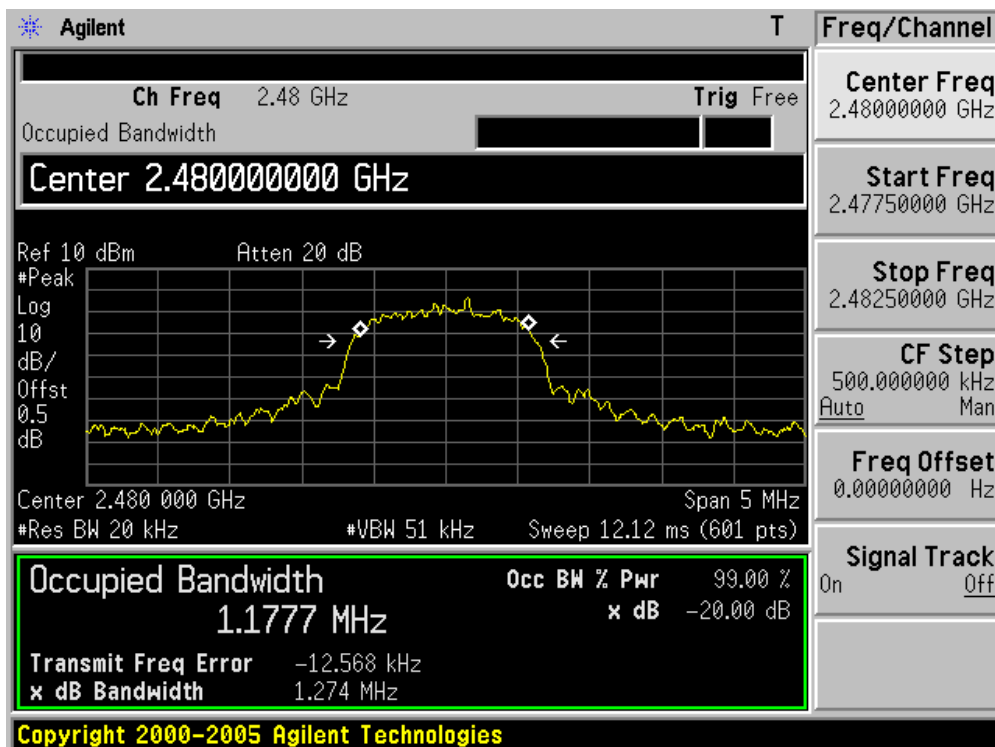 Agilent T
Ch Freq 2.48 GHz Trig Free
Occupied Bandwidth
Center 2.480000000 GHz
Ref 10 dBm Atten 20 dB
#Peak
Log
10
dB/
Offst
0.5
dB
Center 2.480 000 GHz Span 5 MHz
#Res BW 20 kHz #VBW 51 kHz Sweep 12.12 ms (601 pts)
Occupied Bandwidth Occ BW % Pwr 99.00 %
1.1777 MHz x dB -20.00 dB
Transmit Freq Error -12.568 kHz
x dB Bandwidth 1.274 MHz
Copyright 2000-2005 Agilent Technologies
Freq/Channel
Center Freq
2.48000000 GHz
Start Freq
2.47750000 GHz
Stop Freq
2.48250000 GHz
CF Step
500.000000 kHz
Auto Man
Freq Offset
0.00000000 Hz
Signal Track
On Off